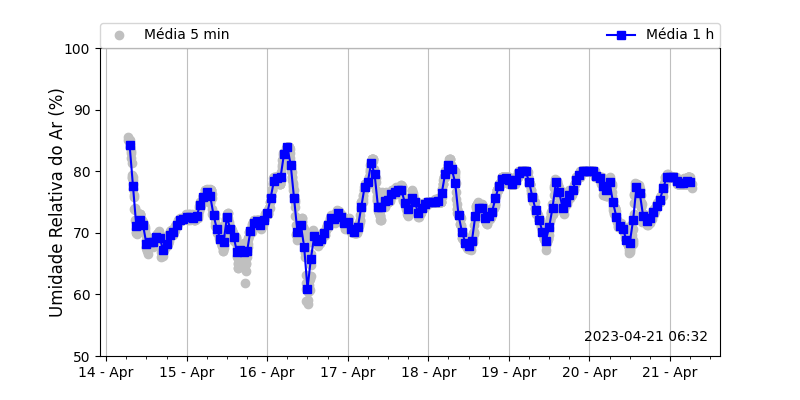 Média 5 min
Média 1 h
Umidade Relativa do Ar (%)
100
90
80
70
60
50
2023-04-21 06:32
14 - Apr
15 - Apr
16 - Apr
17 - Apr
18 - Apr
19 - Apr
20 - Apr
21 - Apr